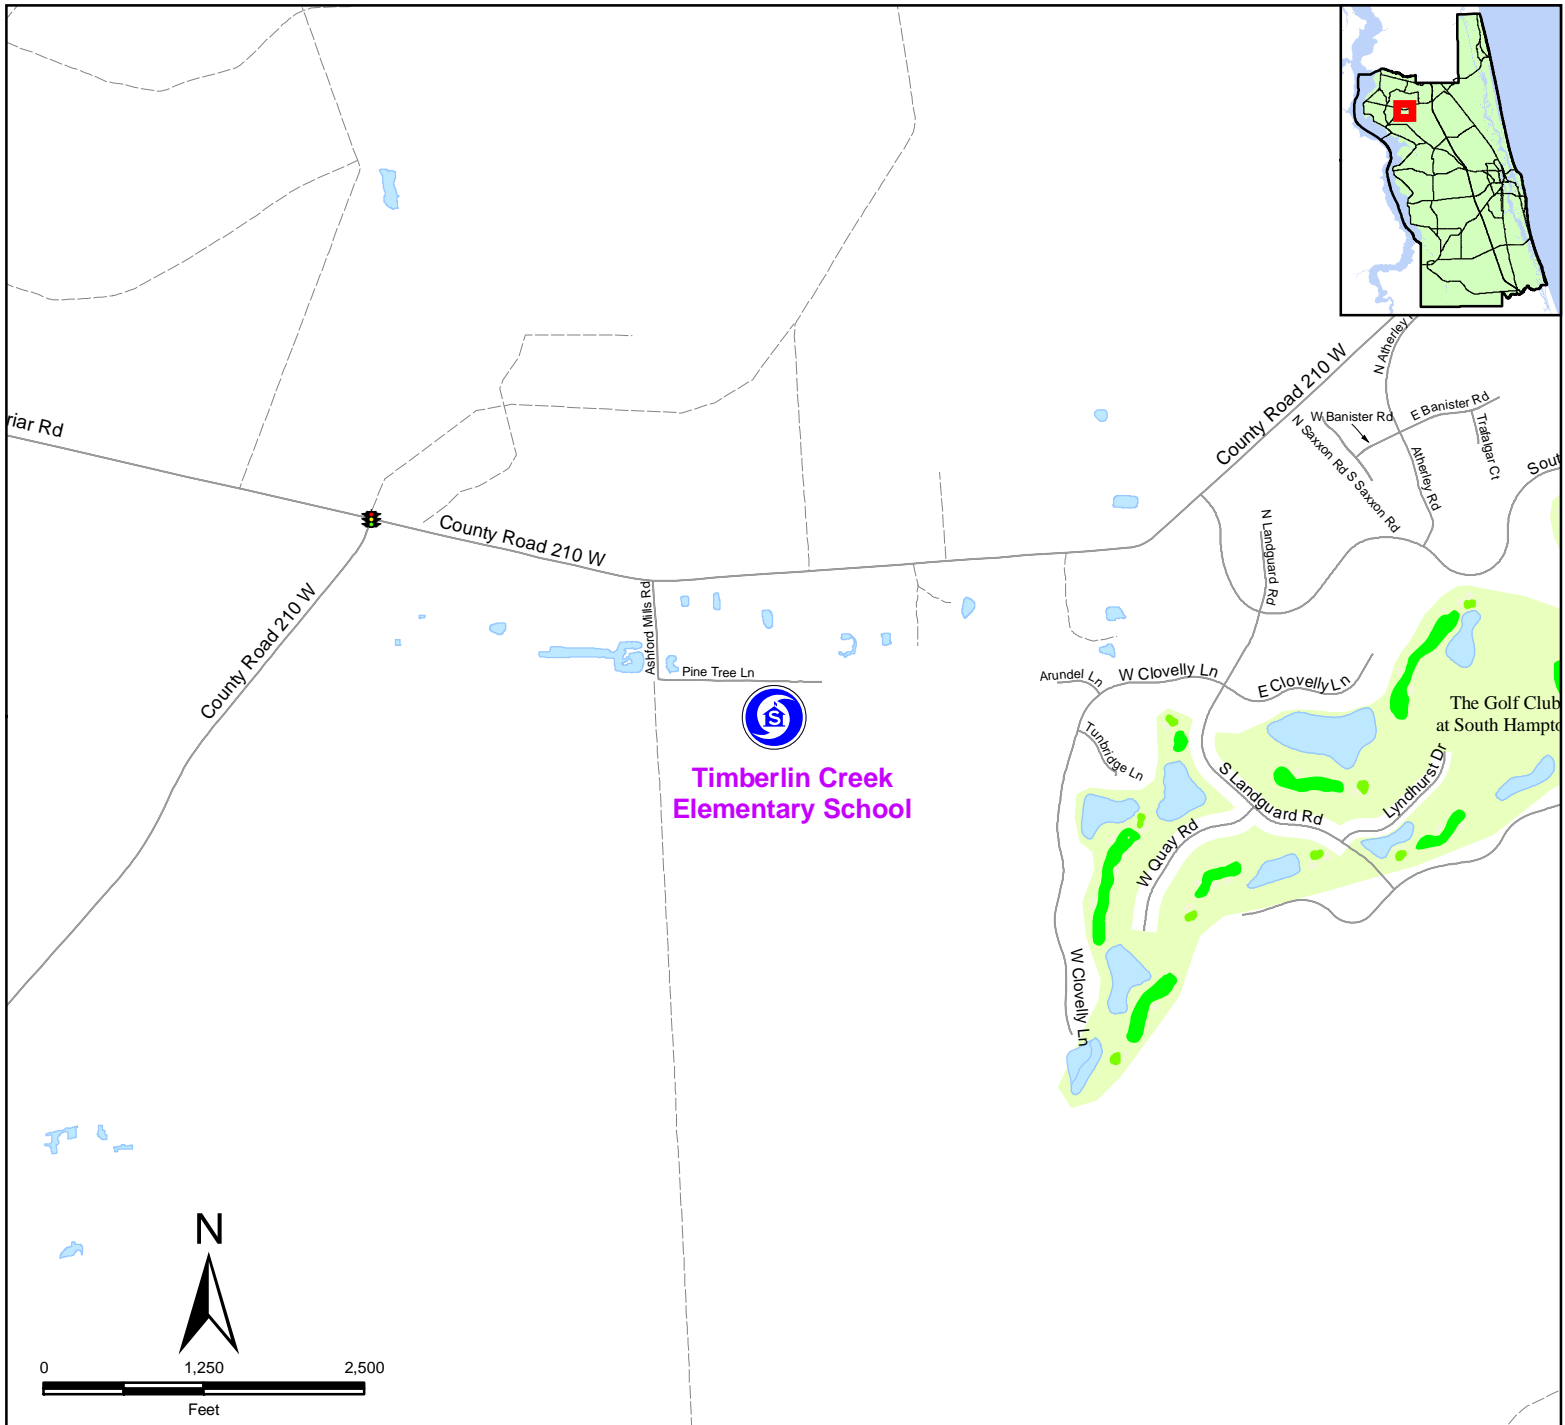 N Atherley
County Road 210 W
W Banister Rd
E Banister Rd
Trafalgar Ct
N Saxxon Rd
S Saxxon Rd
Atherley Rd
riar Rd
Sout
County Road 210 W
N Landguard Rd
County Road 210 W
Ashford Mills Rd
Pine Tree Ln
S
Timberlin Creek
Elementary School
Arundel Ln
W Clovelly Ln
E Clovelly Ln
Tunbridge Ln
The Golf Club
at South Hampto
S Landguard Rd
Lyndhurst Dr
W Quay Rd
W Clovelly Ln
N
0 1,250 2,500
Feet